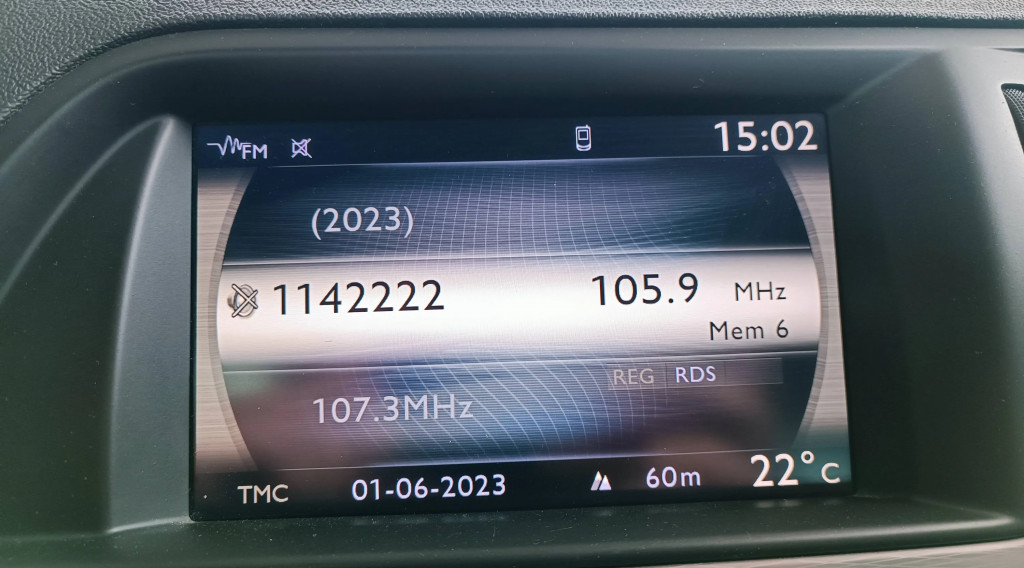 FM 15:02
(2023)
1142222 105.9 MHz
Mem 6
REG RDS
107.3MHz
TMC 01-06-2023 60m 22°C